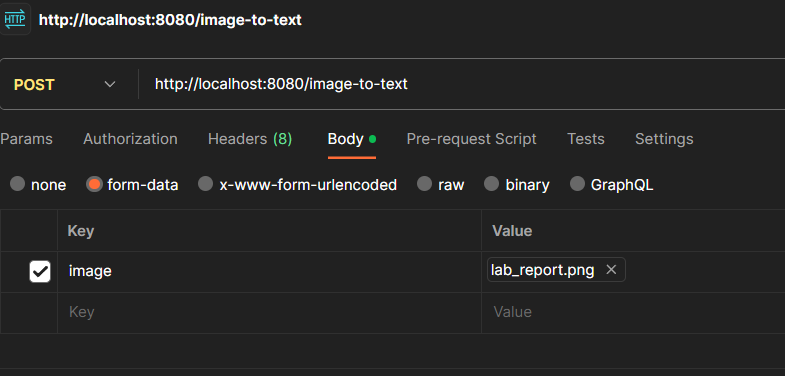 HTTP http://localhost:8080/image-to-text
POST http://localhost:8080/image-to-text
Params Authorization Headers (8) Body Pre-request Script Tests Settings
none form-data x-www-form-urlencoded raw binary GraphQL
Key Value
image lab_report.png
Key Value